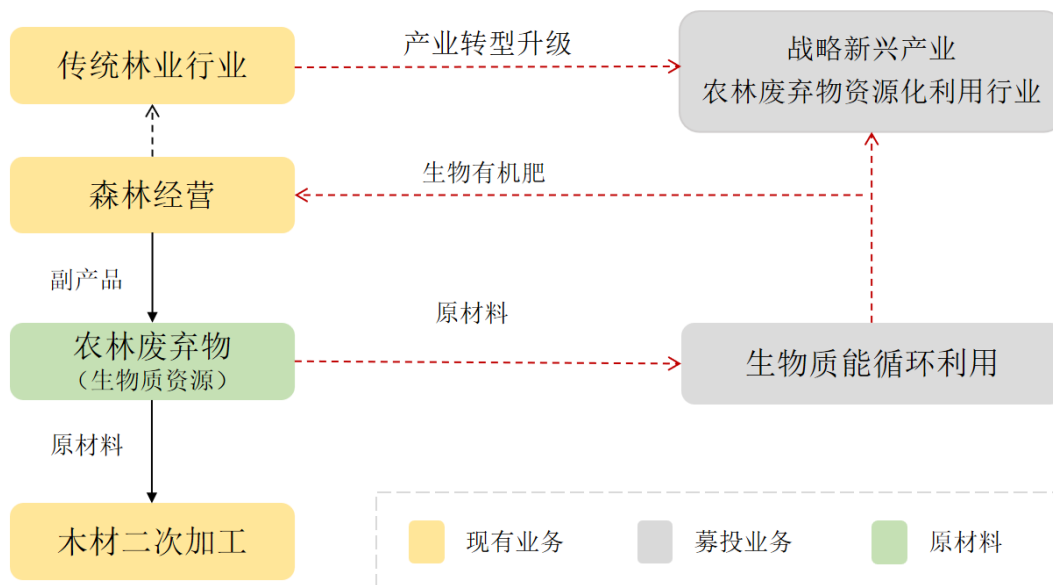 传统林业行业
产业转型升级
战略新兴产业
农林废弃物资源化利用行业
森林经营
生物有机肥
副产品
农林废弃物
（生物质资源）
原材料
生物质能循环利用
原材料
木材二次加工
现有业务
募投业务
原材料